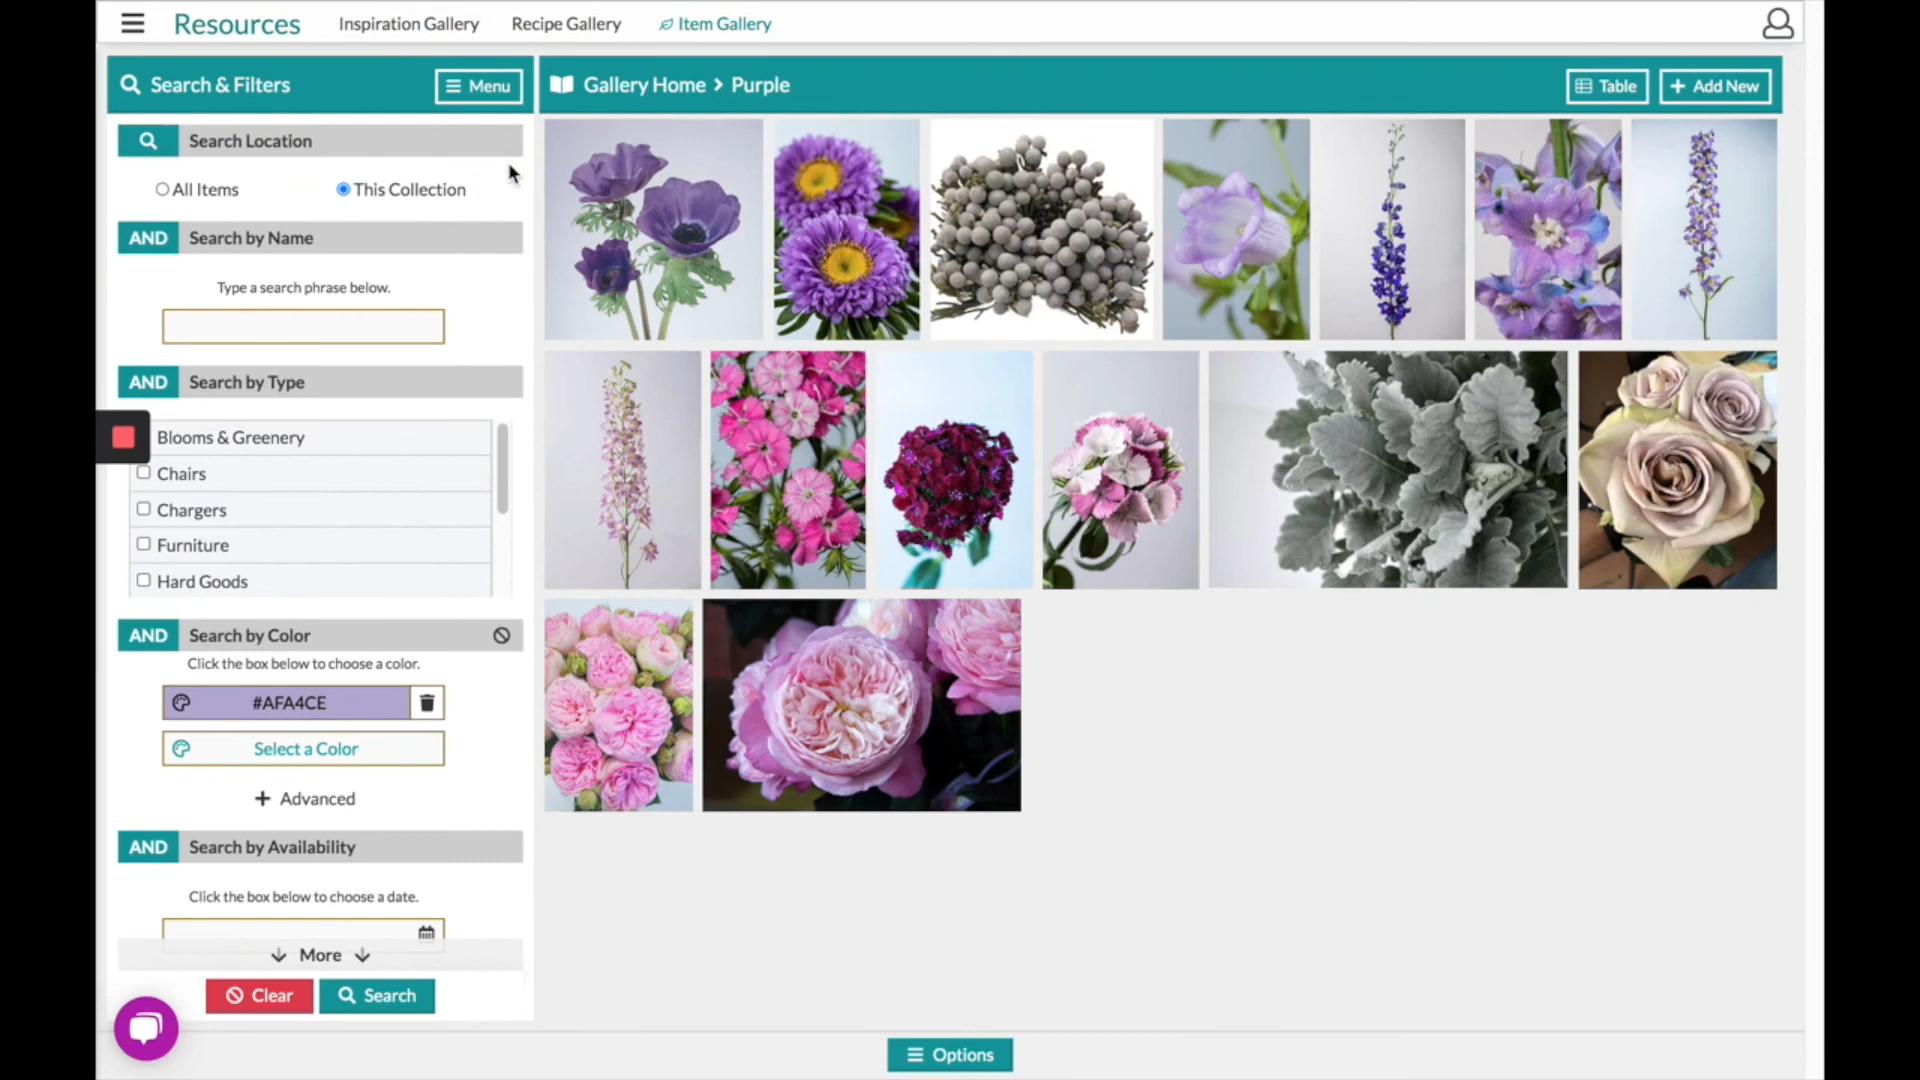 Resources Inspiration Gallery Recipe Gallery Item Gallery
Search & Filters Menu
Gallery Home > Purple Table + Add New
Search Location
All Items This Collection
AND Search by Name
Type a search phrase below.
AND Search by Type
Blooms & Greenery
Chairs
Chargers
Furniture
Hard Goods
AND Search by Color
Click the box below to choose a color.
#AFA4CE
Select a Color
+ Advanced
AND Search by Availability
Click the box below to choose a date.
↓ More ↓
Clear Search
Options